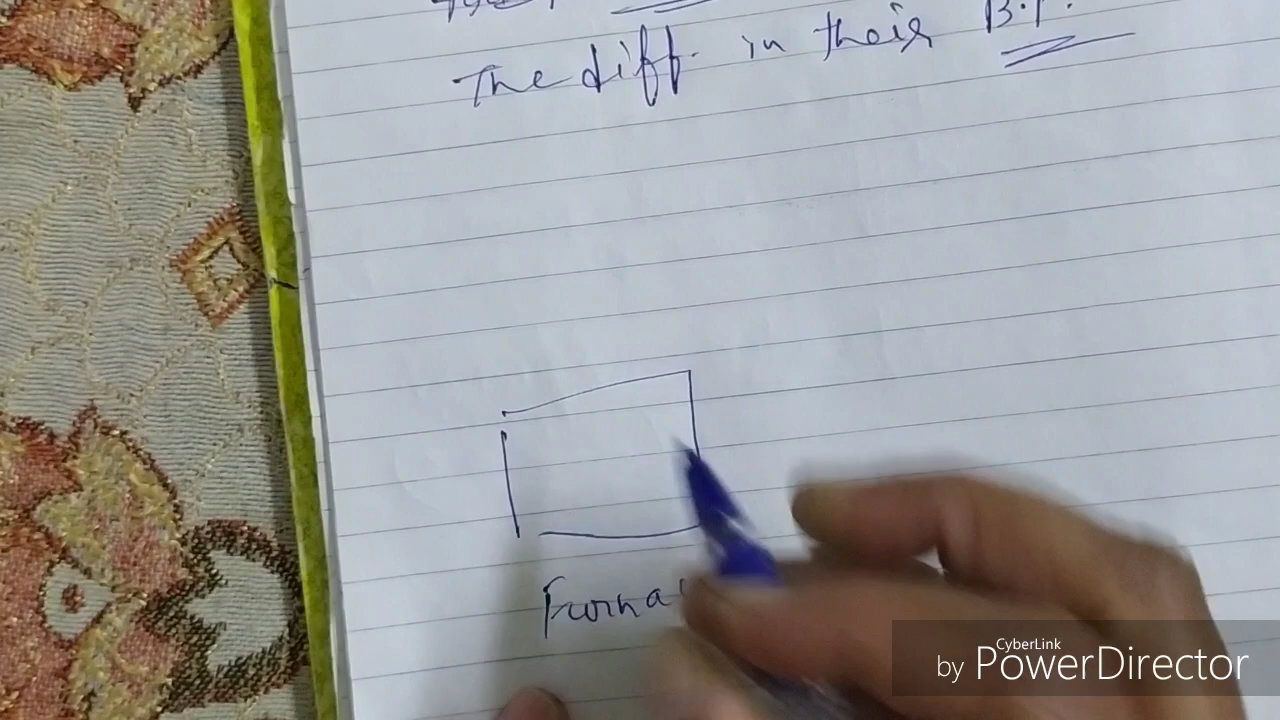 The diff. in their B.P.
Furna
CyberLink
by PowerDirector